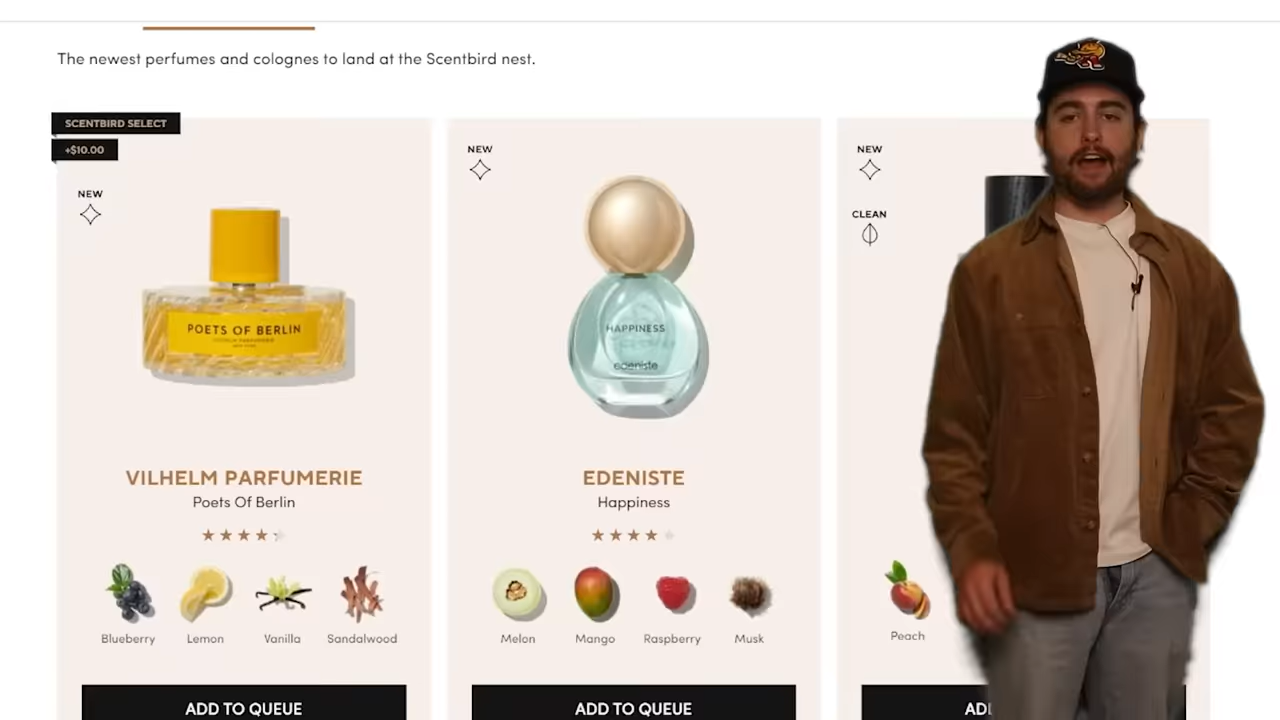 The newest perfumes and colognes to land at the Scentbird nest.
SCENTBIRD SELECT
+$10.00
NEW
POETS OF BERLIN
VILHELM PARFUMERIE
Poets Of Berlin
Blueberry
Lemon
Vanilla
Sandalwood
ADD TO QUEUE
NEW
HAPPINESS
edeniste
EDENISTE
Happiness
Melon
Mango
Raspberry
Musk
ADD TO QUEUE
NEW
CLEAN
Peach